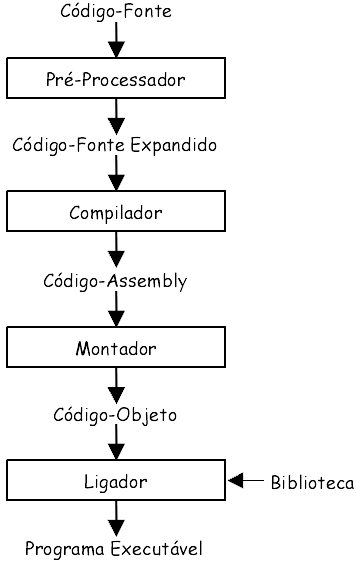 Código-Fonte
Pré-Processador
Código-Fonte Expandido
Compilador
Código-Assembly
Montador
Código-Objeto
Ligador
Biblioteca
Programa Executável